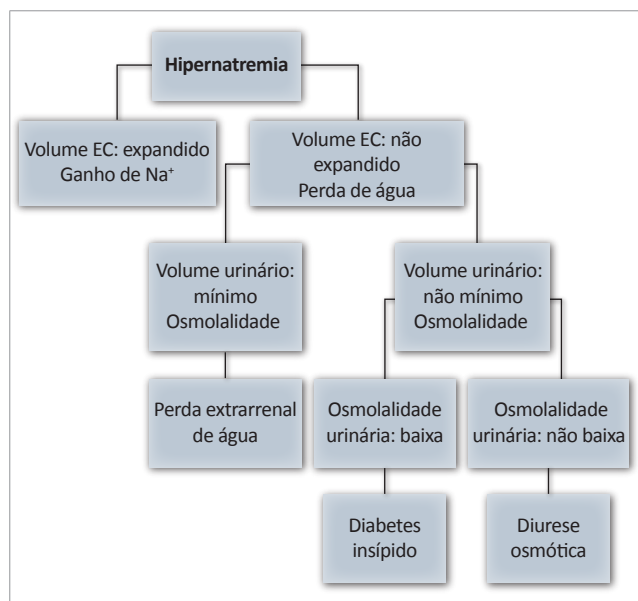 Hipernatremia
Volume EC: expandido
Ganho de Na⁺
Volume EC: não
expandido
Perda de água
Volume urinário:
mínimo
Osmolalidade
Volume urinário:
não mínimo
Osmolalidade
Perda extrarrenal
de água
Osmolalidade
urinária: baixa
Osmolalidade
urinária: não baixa
Diabetes
insípido
Diurese
osmótica